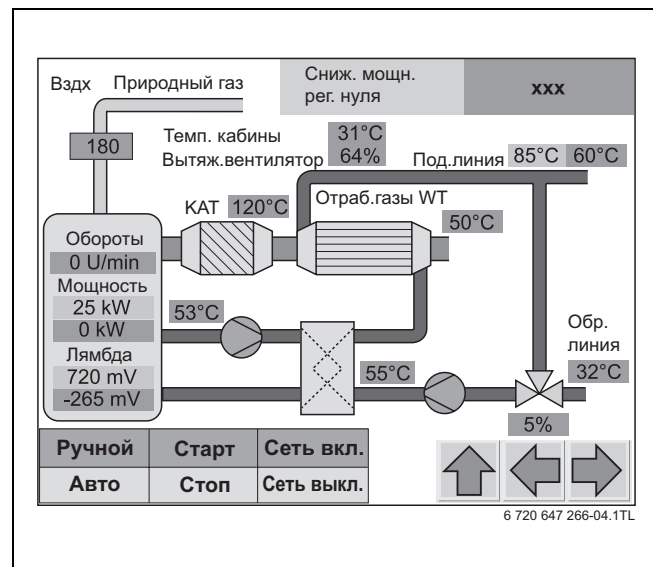 Вздх Природный газ
Сниж. мощн.
рег. нуля
xxx
180
Темп. кабины 31°C
Вытяж.вентилятор 64%
Под.линия 85°C 60°C
КАТ 120°C
Отраб.газы WT
50°C
Обороты
0 U/min
Мощность
25 kW
0 kW
Лямбда
720 mV
-265 mV
53°C
55°C
Обр.
линия
32°C
5%
Ручной Старт Сеть вкл.
Авто Стоп Сеть выкл.
6 720 647 266-04.1TL